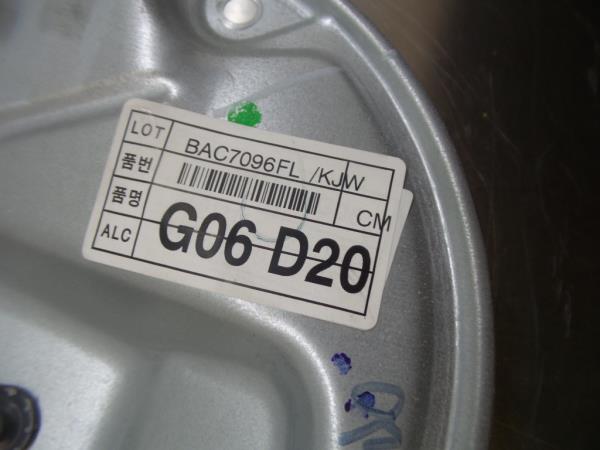 LOT BAC7096FL /KJW
품번
품명 CM
ALC G06 D20